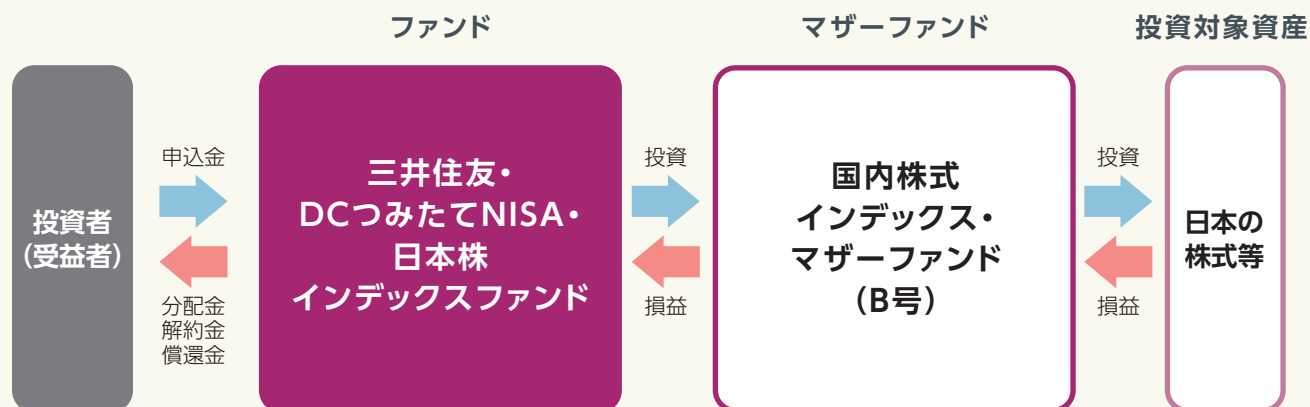 ファンド
マザーファンド
投資対象資産
投資者
(受益者)
申込金
分配金
解約金
償還金
三井住友・
DCつみたてNISA・
日本株
インデックスファンド
投資
損益
国内株式
インデックス・
マザーファンド
(B号)
投資
損益
日本の
株式等